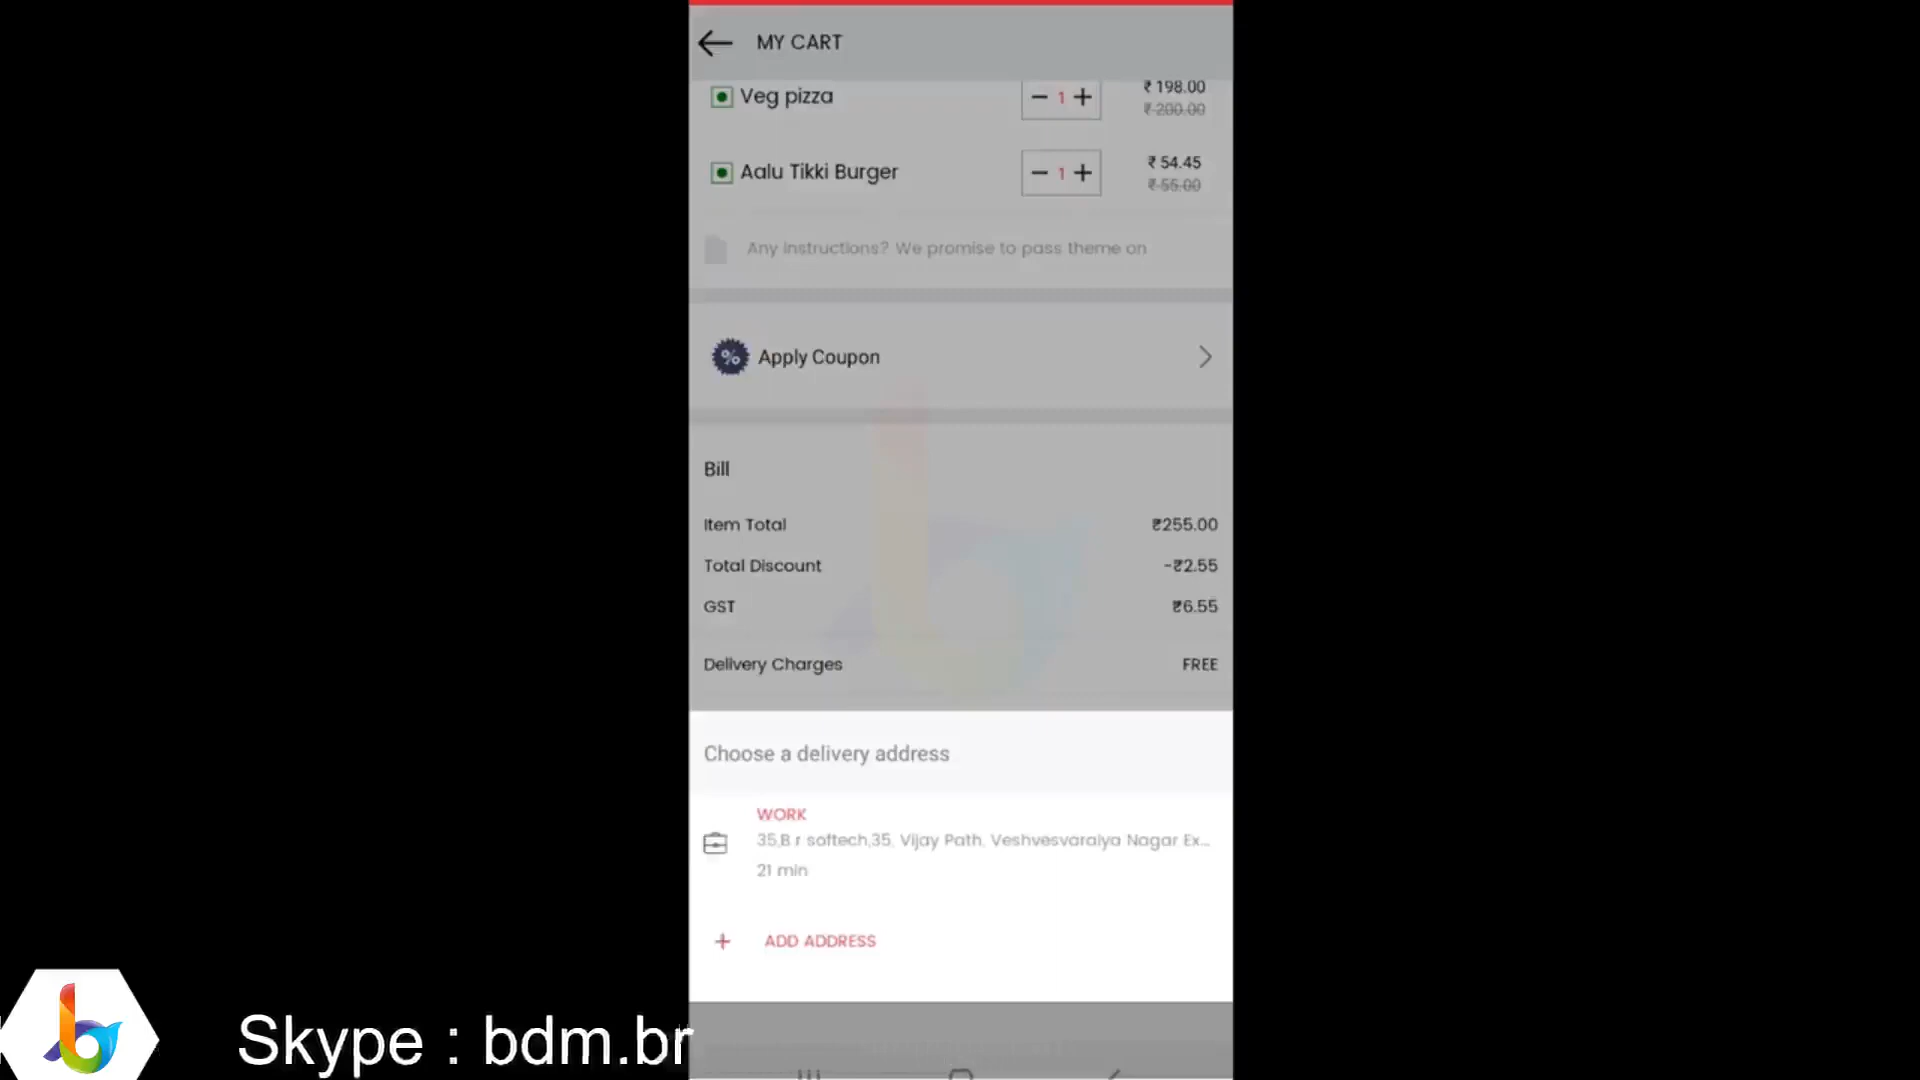 MY CART
Veg pizza − 1 + ₹ 198.00
₹ 200.00
Aalu Tikki Burger − 1 + ₹ 54.45
₹ 55.00
Any instructions? We promise to pass theme on
% Apply Coupon
Bill
Item Total ₹255.00
Total Discount -₹2.55
GST ₹6.55
Delivery Charges FREE
Choose a delivery address
WORK
35,B r softech,35, Vijay Path, Veshvesvaraiya Nagar Ex...
21 min
+ ADD ADDRESS
Skype : bdm.br